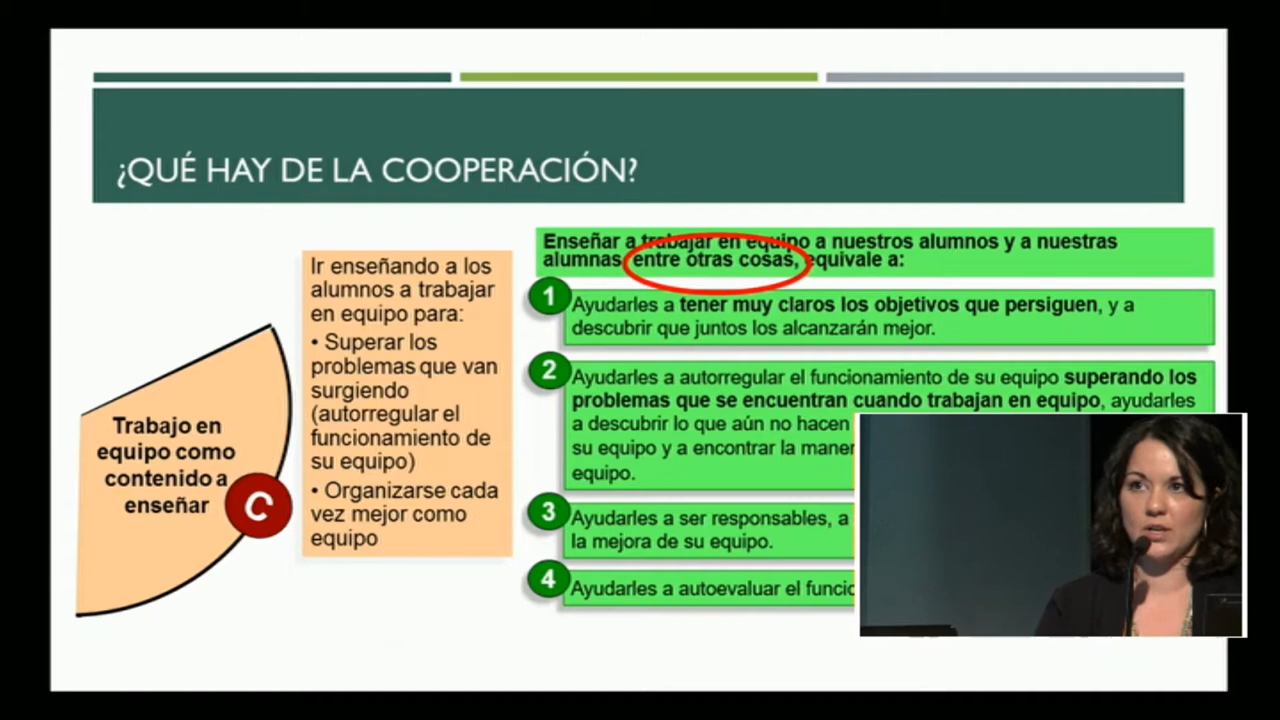 ¿QUÉ HAY DE LA COOPERACIÓN?
Trabajo en
equipo como
contenido a
enseñar
C
Ir enseñando a los
alumnos a trabajar
en equipo para:
• Superar los
problemas que van
surgiendo
(autorregular el
funcionamiento de
su equipo)
• Organizarse cada
vez mejor como
equipo
Enseñar a trabajar en equipo a nuestros alumnos y a nuestras
alumnas, entre otras cosas, equivale a:
1
Ayudarles a tener muy claros los objetivos que persiguen, y a
descubrir que juntos los alcanzarán mejor.
2
Ayudarles a autorregular el funcionamiento de su equipo superando los
problemas que se encuentran cuando trabajan en equipo, ayudarles
a descubrir lo que aún no hacen
su equipo y a encontrar la
equipo.
3
Ayudarles a ser responsables, a
la mejora de su equipo.
4
Ayudarles a autoevaluar el